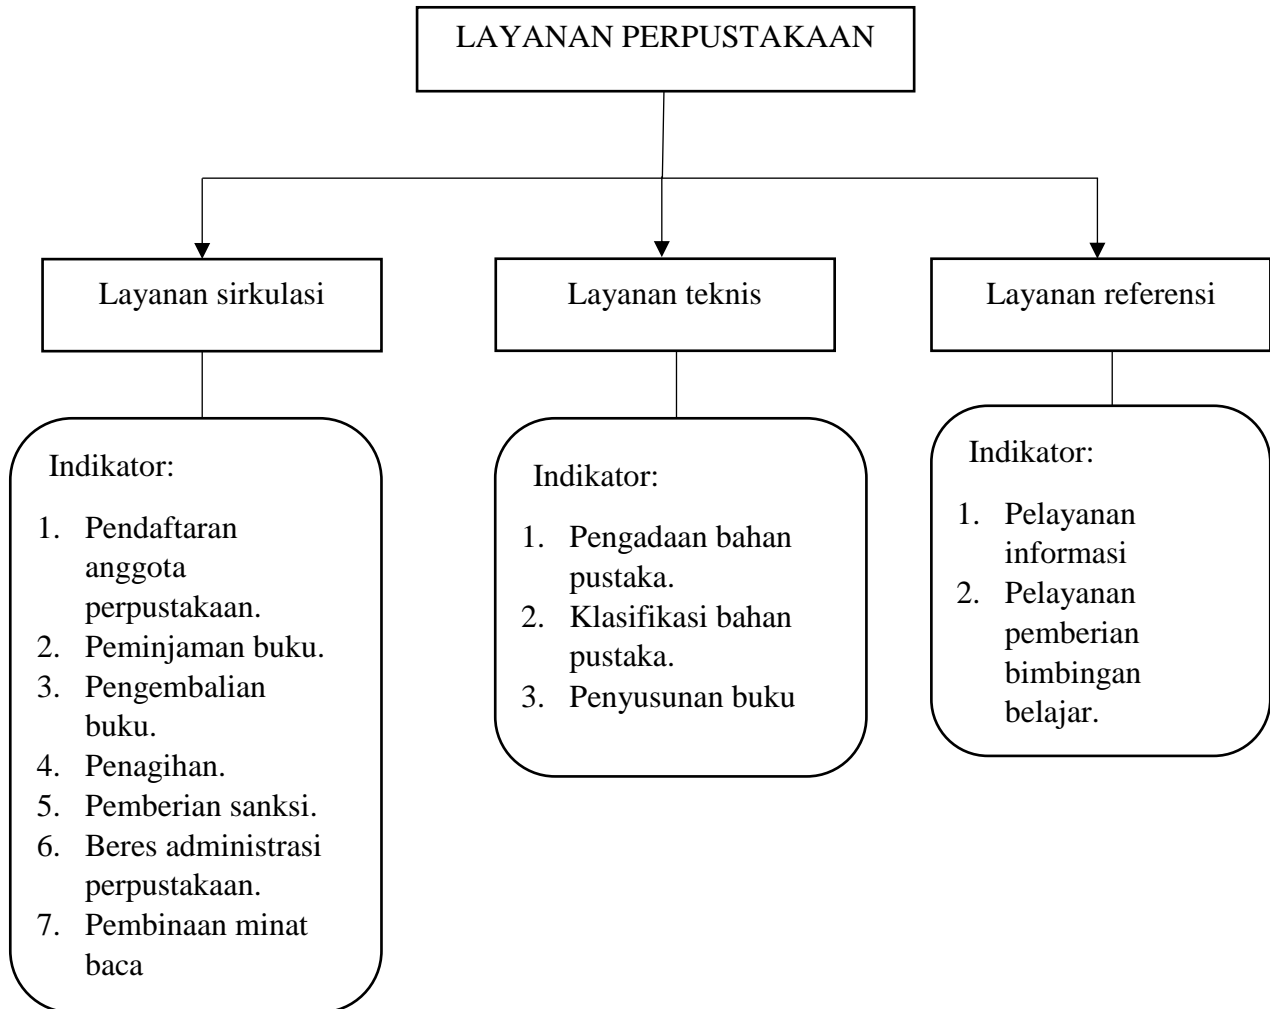 LAYANAN PERPUSTAKAAN
Layanan sirkulasi
Layanan teknis
Layanan referensi
Indikator:
1. Pendaftaran
anggota
perpustakaan.
2. Peminjaman buku.
3. Pengembalian
buku.
4. Penagihan.
5. Pemberian sanksi.
6. Beres administrasi
perpustakaan.
7. Pembinaan minat
baca
Indikator:
1. Pengadaan bahan
pustaka.
2. Klasifikasi bahan
pustaka.
3. Penyusunan buku
Indikator:
1. Pelayanan
informasi
2. Pelayanan
pemberian
bimbingan
belajar.